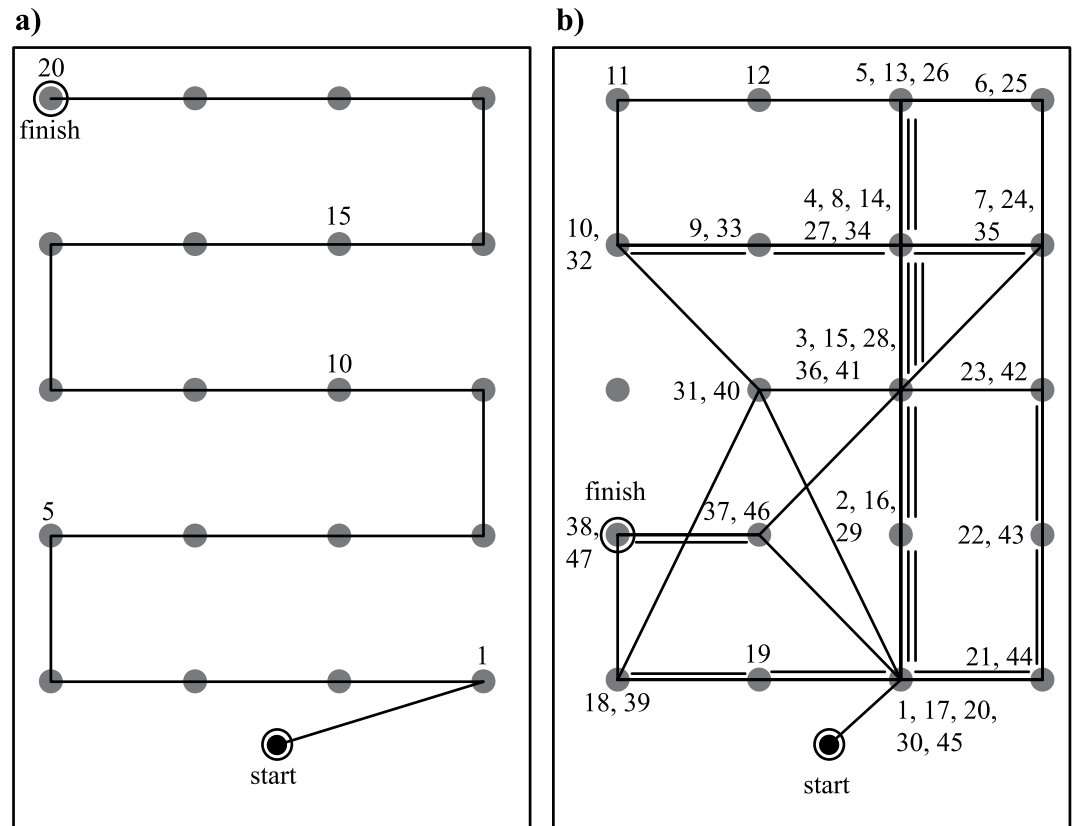 a)
20
finish
15
10
5
1
start
b)
11
12
5, 13, 26
6, 25
10,
32
9, 33
4, 8, 14,
27, 34
7, 24,
35
31, 40
3, 15, 28,
36, 41
23, 42
finish
38,
47
37, 46
2, 16,
29
22, 43
18, 39
19
21, 44
1, 17, 20,
30, 45
start